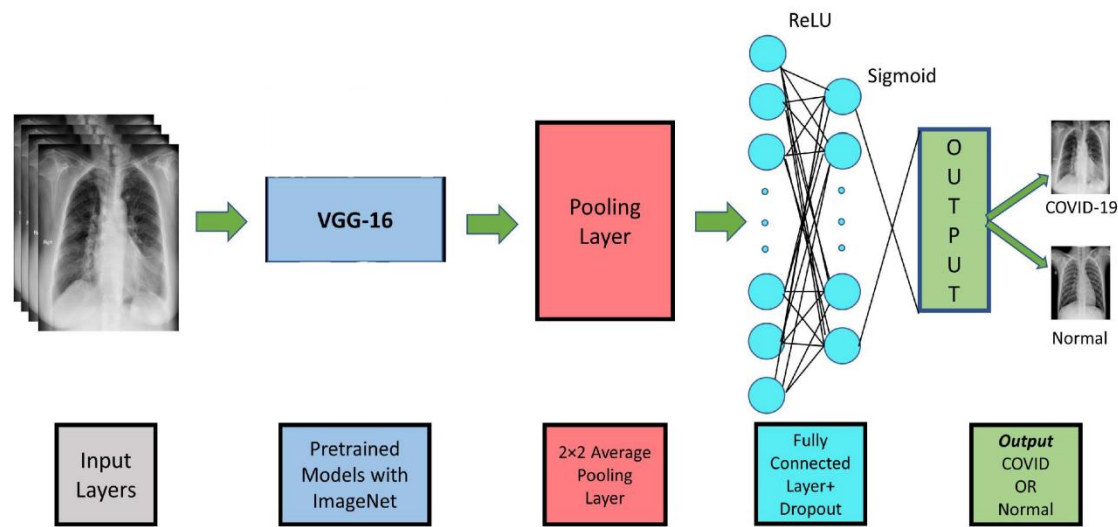 ReLU
Sigmoid
VGG-16
Pooling
Layer
O
U
T
P
U
T
COVID-19
Normal
Input
Layers
Pretrained
Models with
ImageNet
2×2 Average
Pooling
Layer
Fully
Connected
Layer+
Dropout
Output
COVID
OR
Normal